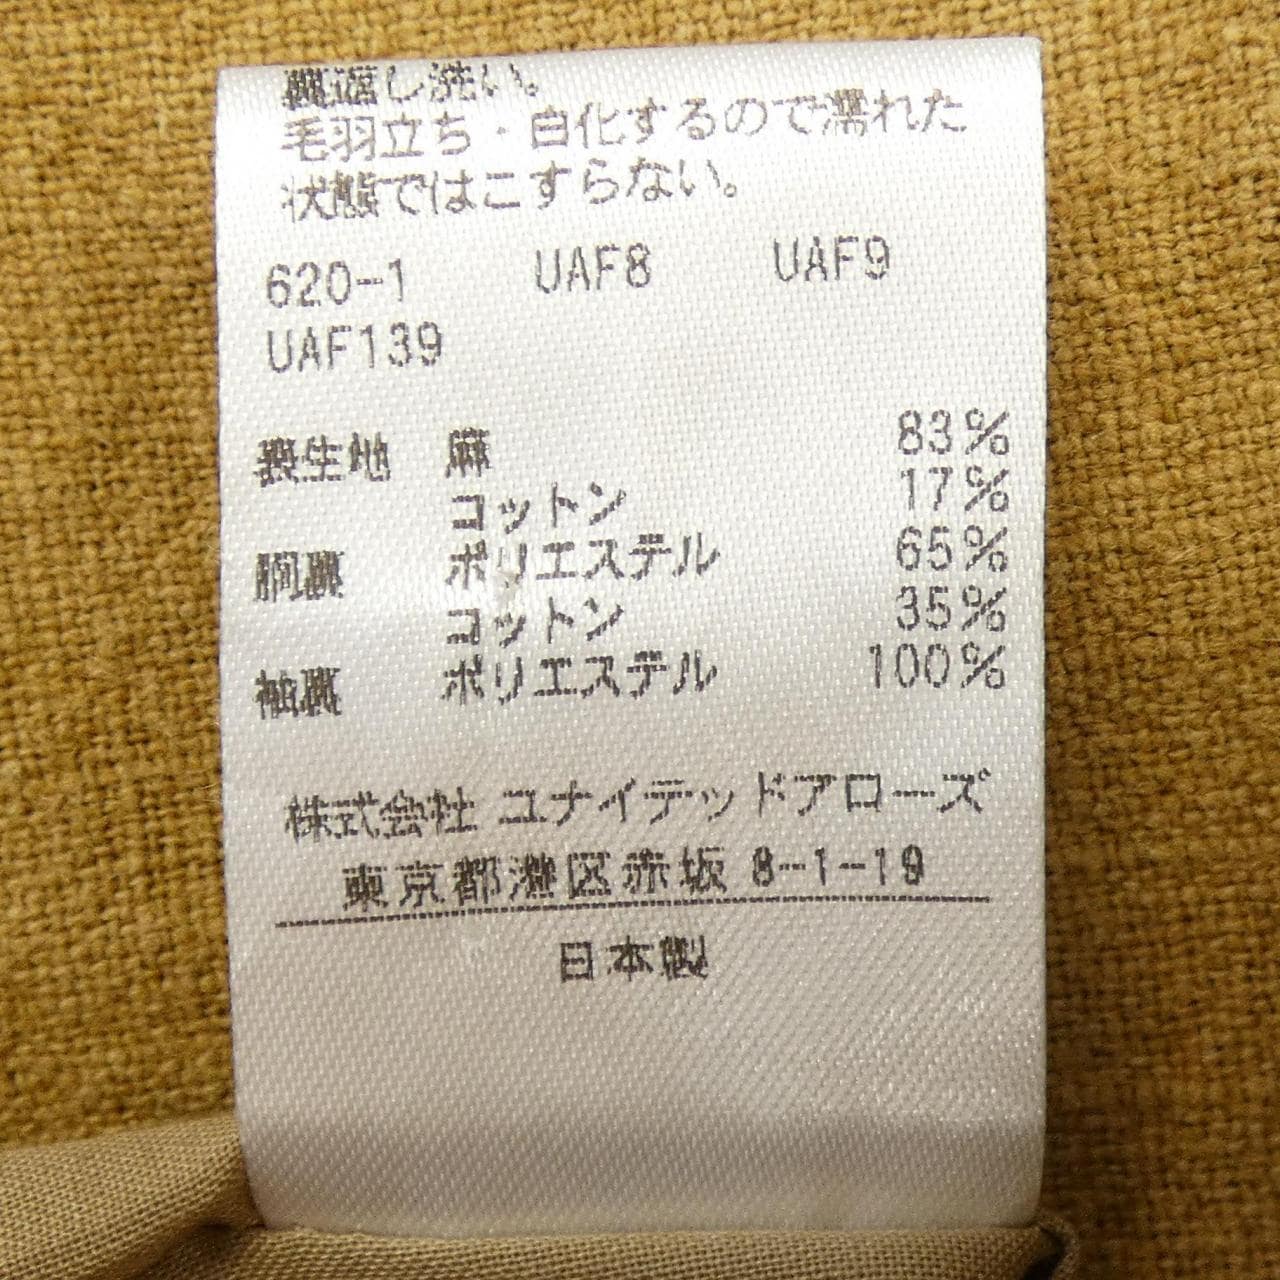 裏返し洗い。
毛羽立ち・白化するので濡れた
状態ではこすらない。
620-1 UAF8 UAF9
UAF139
表生地 麻 83%
コットン 17%
胴裏 ポリエステル 65%
コットン 35%
袖裏 ポリエステル 100%
株式会社 ユナイテッドアローズ
東京都港区赤坂 8-1-19
日本製